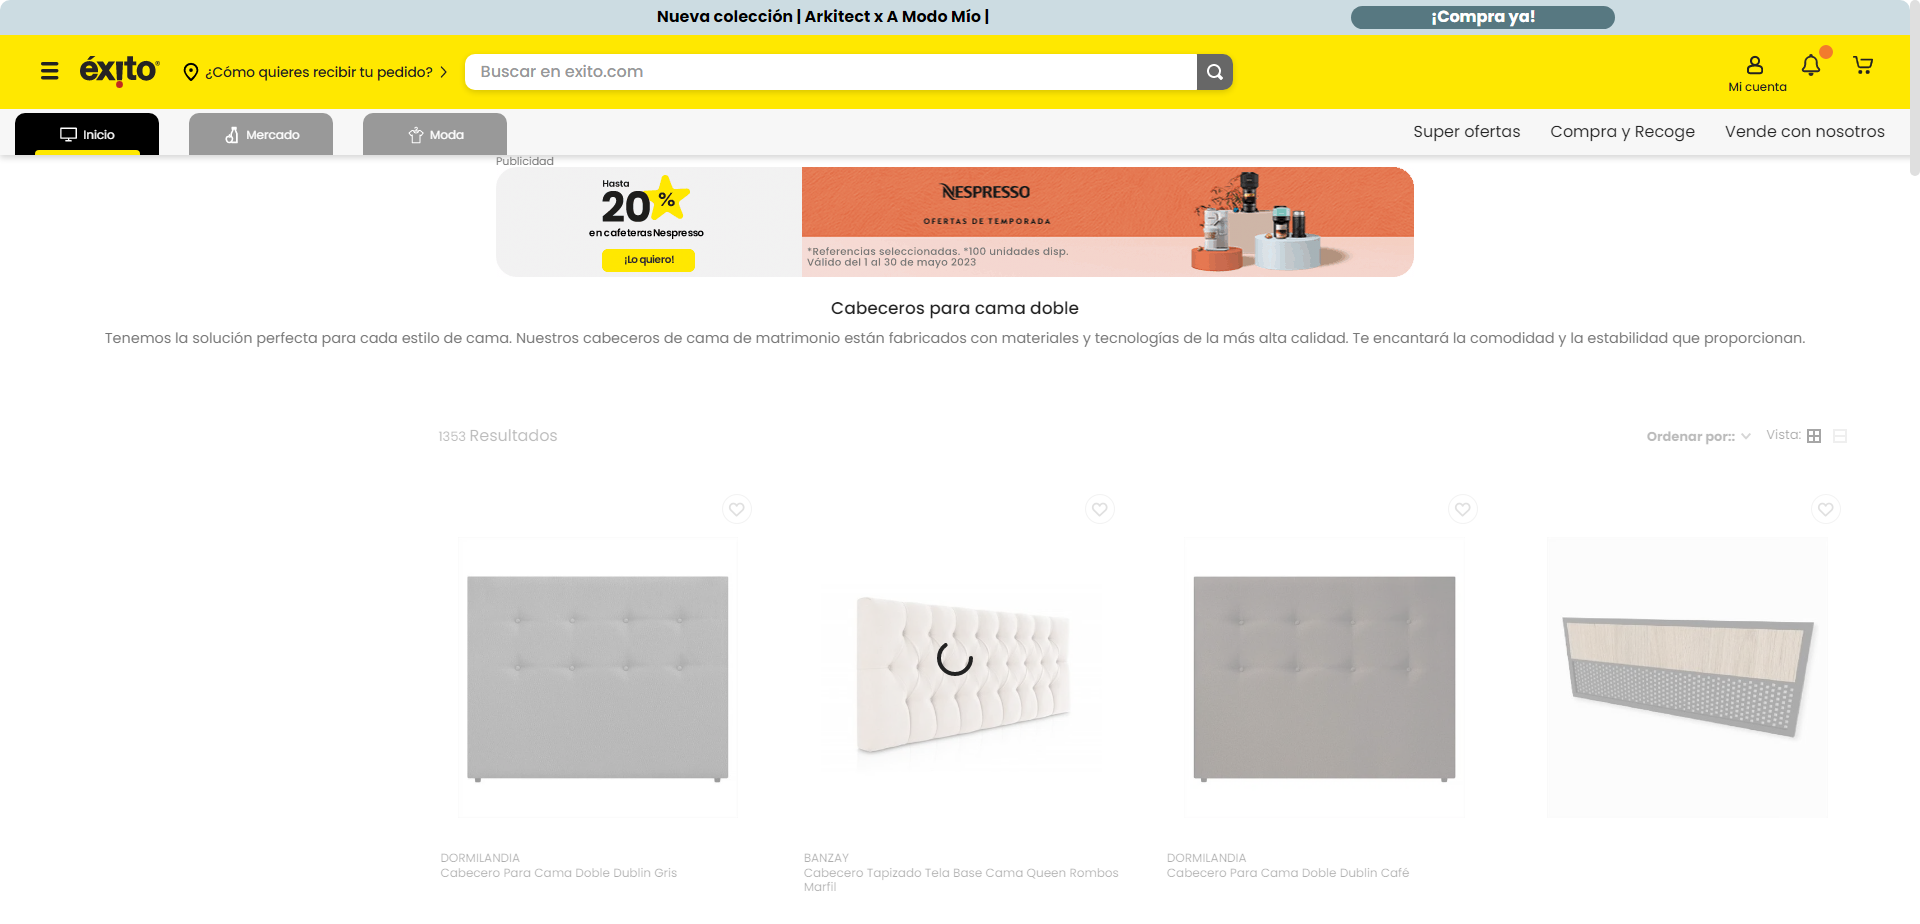 Nueva colección | Arkitect x A Modo Mío |
¡Compra ya!
éxito
¿Cómo quieres recibir tu pedido?
Buscar en exito.com
Mi cuenta
Inicio
Mercado
Moda
Super ofertas
Compra y Recoge
Vende con nosotros
Publicidad
Hasta
20 %
en cafeteras Nespresso
¡Lo quiero!
NESPRESSO
OFERTAS DE TEMPORADA
*Referencias seleccionadas. *100 unidades disp.
Válido del 1 al 30 de mayo 2023
Cabeceros para cama doble
Tenemos la solución perfecta para cada estilo de cama. Nuestros cabeceros de cama de matrimonio están fabricados con materiales y tecnologías de la más alta calidad. Te encantará la comodidad y la estabilidad que proporcionan.
1353 Resultados
Ordenar por::
Vista:
DORMILANDIA
Cabecero Para Cama Doble Dublin Gris
BANZAY
Cabecero Tapizado Tela Base Cama Queen Rombos
Marfil
DORMILANDIA
Cabecero Para Cama Doble Dublin Café